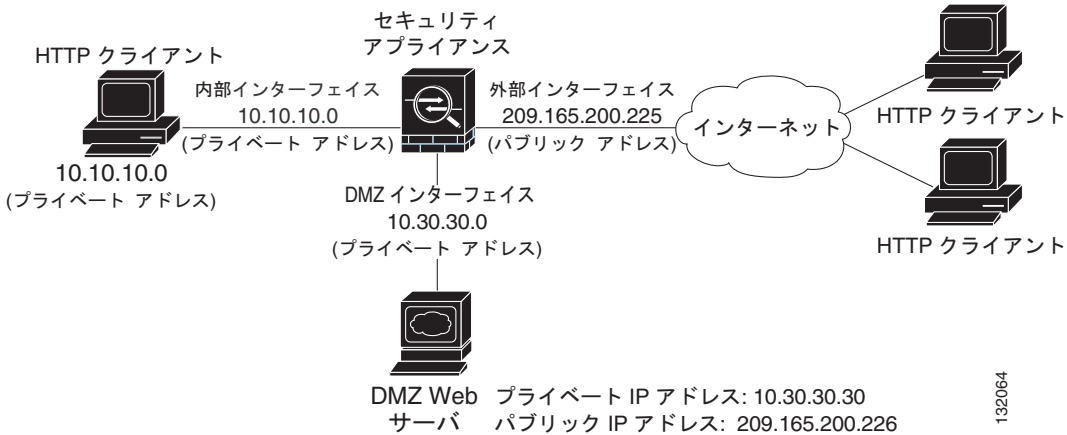 セキュリティ
アプライアンス
HTTP クライアント
内部インターフェイス
10.10.10.0
(プライベート アドレス)
外部インターフェイス
209.165.200.225
(パブリック アドレス)
インターネット
HTTP クライアント
10.10.10.0
(プライベート アドレス)
DMZ インターフェイス
10.30.30.0
(プライベート アドレス)
HTTP クライアント
DMZ Web プライベート IP アドレス: 10.30.30.30
サーバ パブリック IP アドレス: 209.165.200.226
132064